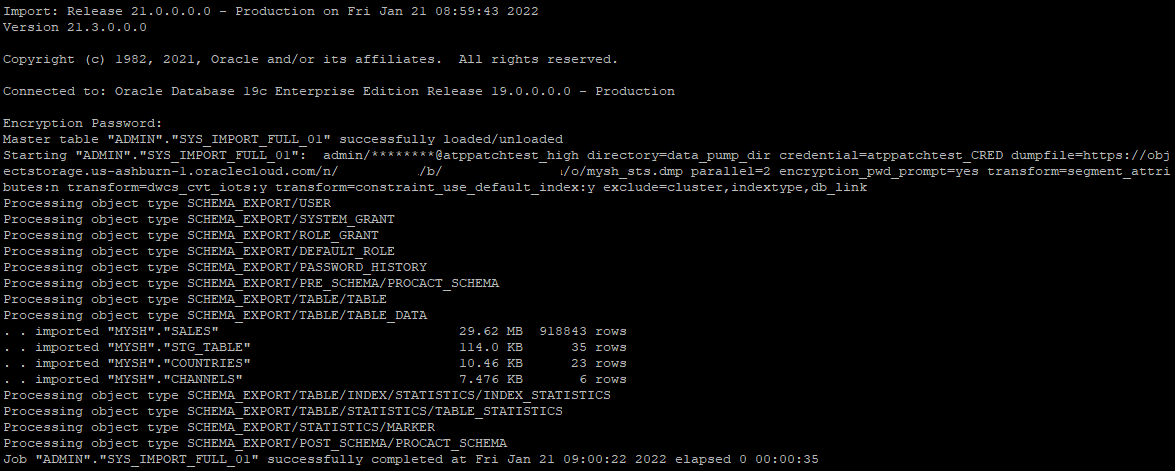 Import: Release 21.0.0.0.0 - Production on Fri Jan 21 08:59:43 2022
Version 21.3.0.0.0
Copyright (c) 1982, 2021, Oracle and/or its affiliates.  All rights reserved.
Connected to: Oracle Database 19c Enterprise Edition Release 19.0.0.0.0 - Production
Encryption Password:
Master table "ADMIN"."SYS_IMPORT_FULL_01" successfully loaded/unloaded
Starting "ADMIN"."SYS_IMPORT_FULL_01":  admin/********@atppatchtest_high directory=data_pump_dir credential=atppatchtest_CRED dumpfile=https://obj
ectstorage.us-ashburn-1.oraclecloud.com/n/ /b/ /o/mysh_sts.dmp parallel=2 encryption_pwd_prompt=yes transform=segment_attri
butes:n transform=dwcs_cvt_iots:y transform=constraint_use_default_index:y exclude=cluster,indextype,db_link
Processing object type SCHEMA_EXPORT/USER
Processing object type SCHEMA_EXPORT/SYSTEM_GRANT
Processing object type SCHEMA_EXPORT/ROLE_GRANT
Processing object type SCHEMA_EXPORT/DEFAULT_ROLE
Processing object type SCHEMA_EXPORT/PASSWORD_HISTORY
Processing object type SCHEMA_EXPORT/PRE_SCHEMA/PROCACT_SCHEMA
Processing object type SCHEMA_EXPORT/TABLE/TABLE
Processing object type SCHEMA_EXPORT/TABLE/TABLE_DATA
. . imported "MYSH"."SALES" 29.62 MB 918843 rows
. . imported "MYSH"."STG_TABLE" 114.0 KB 35 rows
. . imported "MYSH"."COUNTRIES" 10.46 KB 23 rows
. . imported "MYSH"."CHANNELS" 7.476 KB 6 rows
Processing object type SCHEMA_EXPORT/TABLE/INDEX/STATISTICS/INDEX_STATISTICS
Processing object type SCHEMA_EXPORT/TABLE/STATISTICS/TABLE_STATISTICS
Processing object type SCHEMA_EXPORT/STATISTICS/MARKER
Processing object type SCHEMA_EXPORT/POST_SCHEMA/PROCACT_SCHEMA
Job "ADMIN"."SYS_IMPORT_FULL_01" successfully completed at Fri Jan 21 09:00:22 2022 elapsed 0 00:00:35